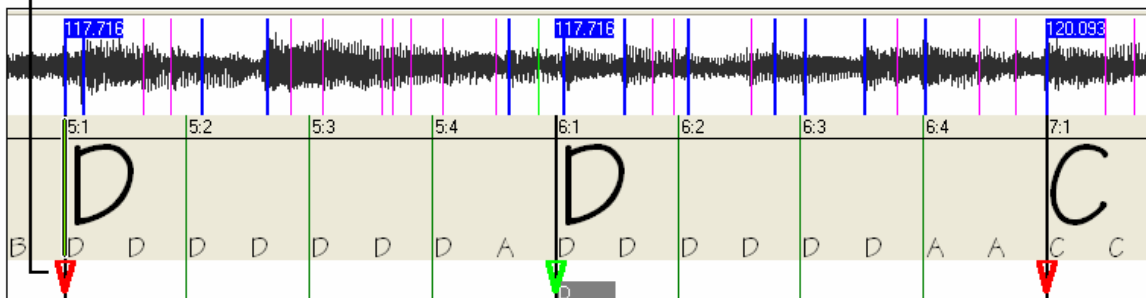 117.716 117.716 120.093
5:1 5:2 5:3 5:4 6:1 6:2 6:3 6:4 7:1
D D C
B D D D D D D D A D D D D D D A A C C
D